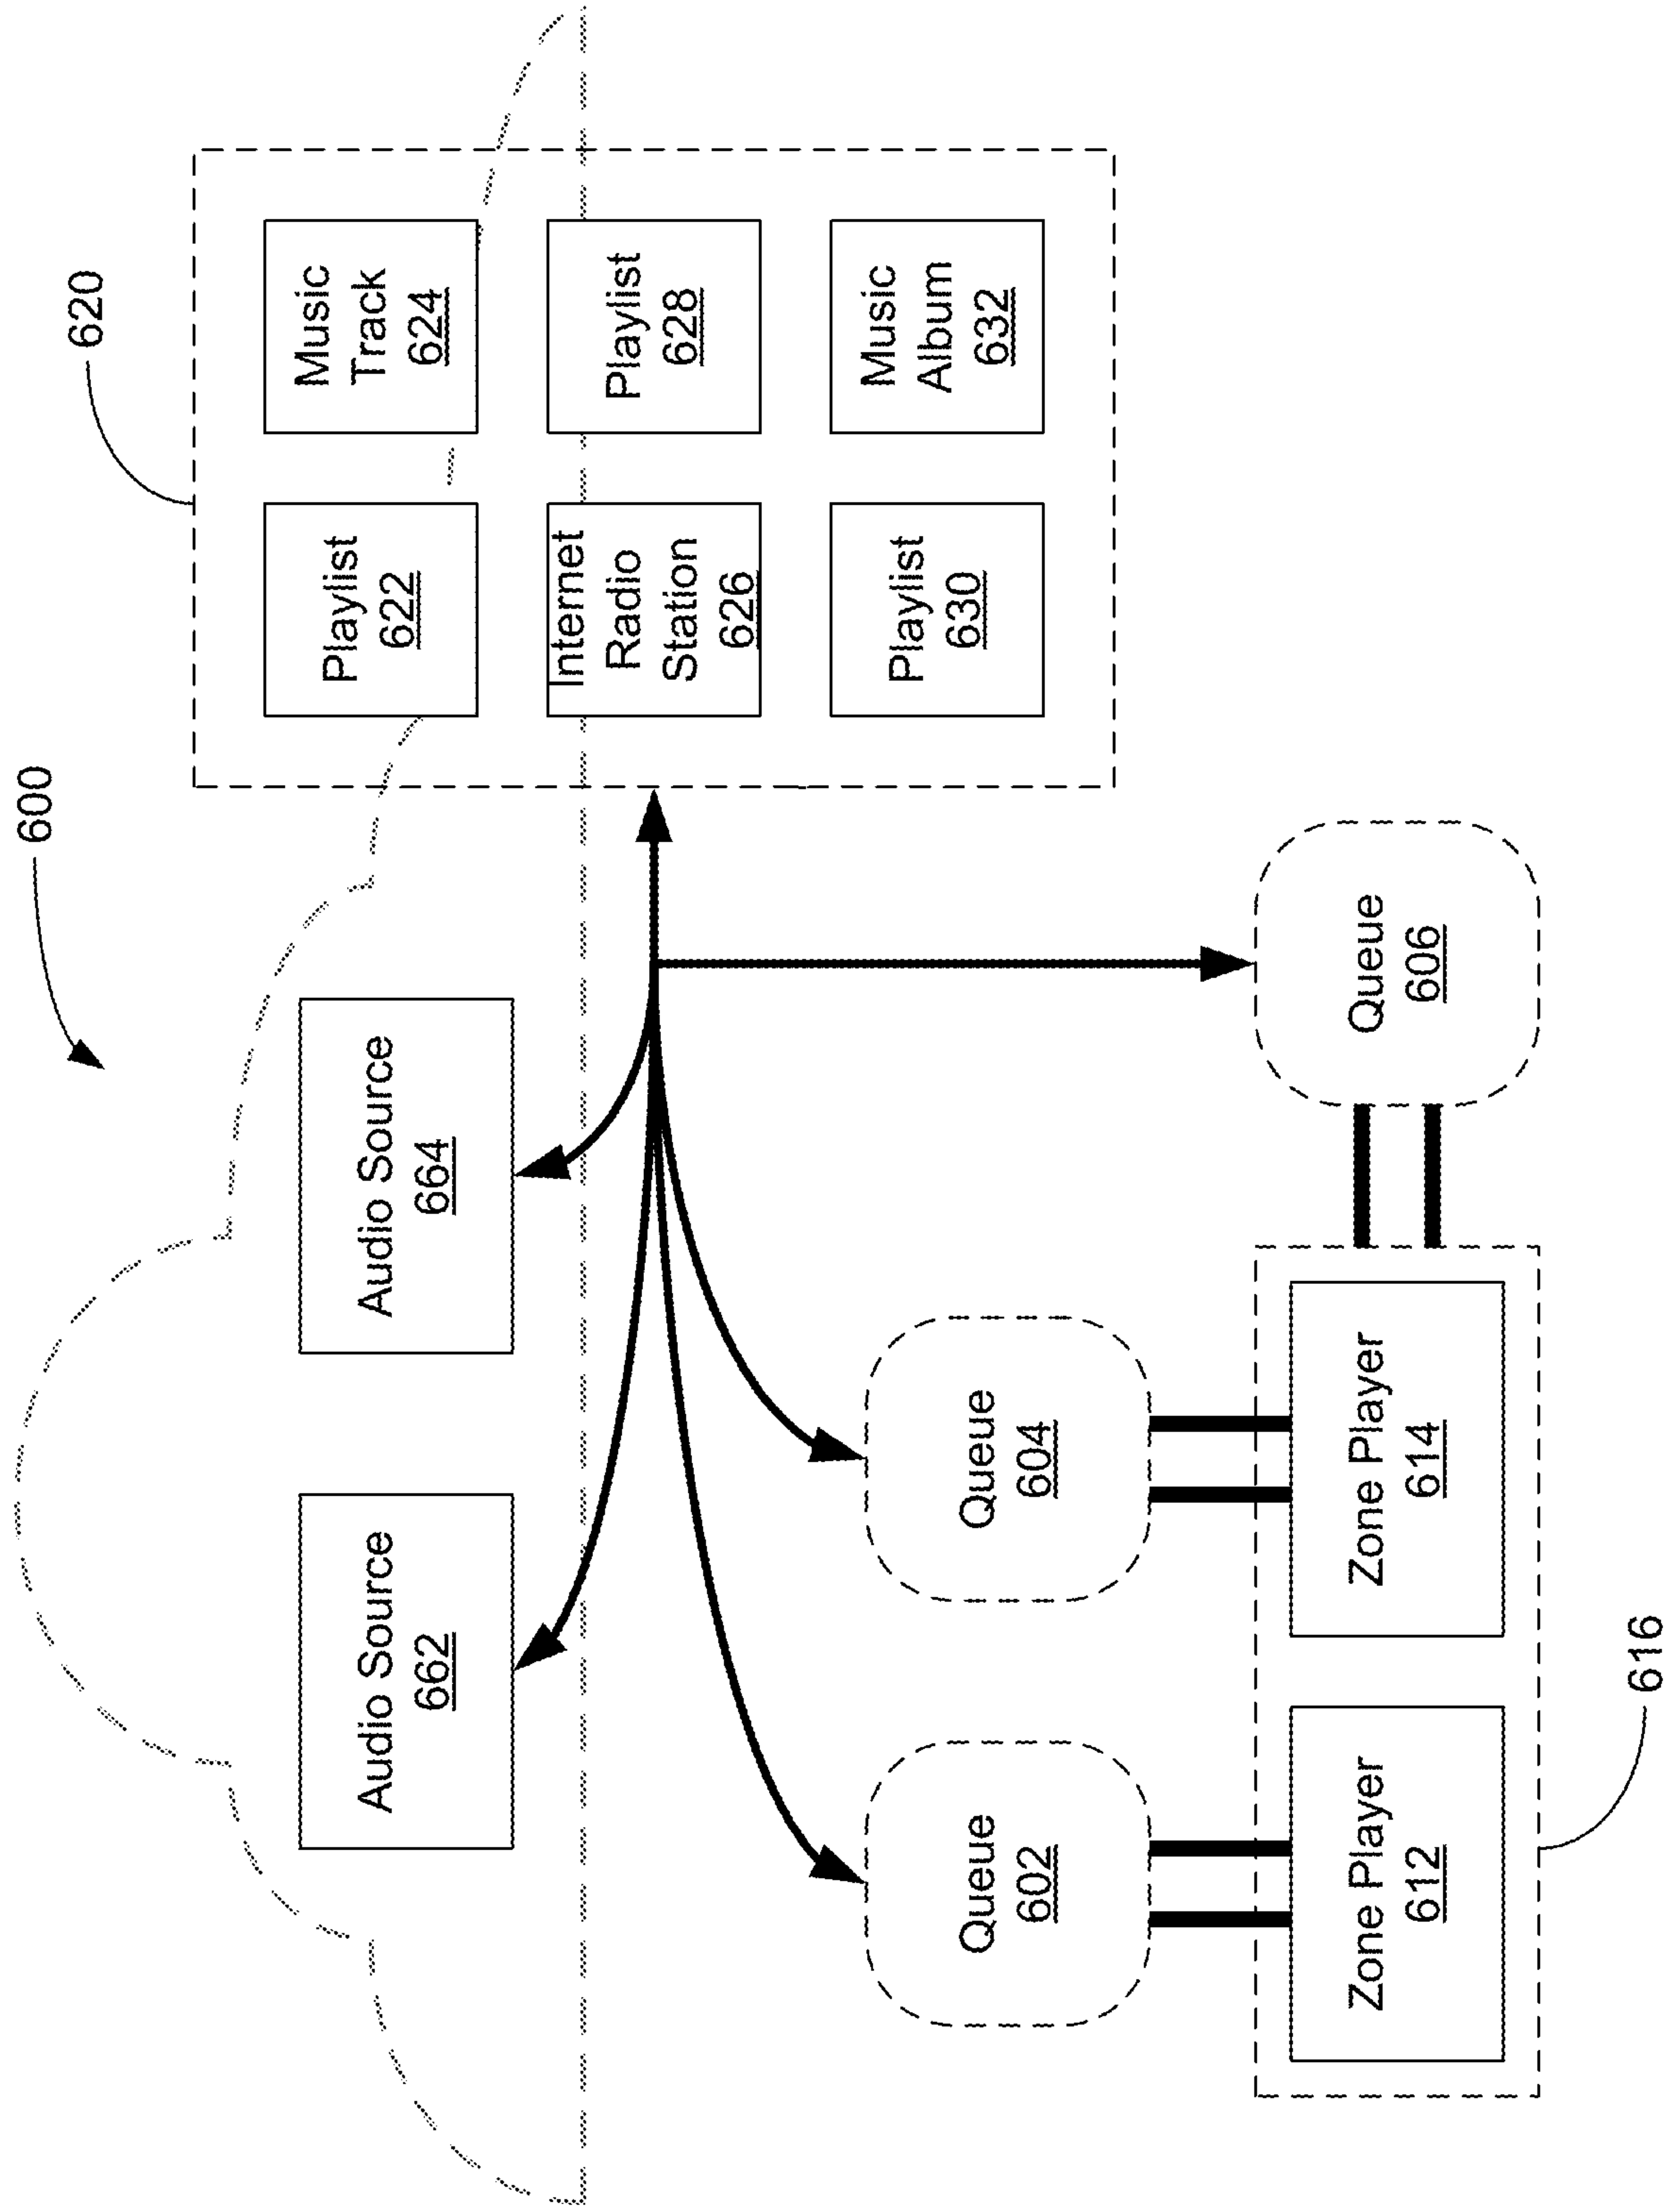 600
620
Audio Source
662
Audio Source
664
Playlist
622
Music
Track
624
Internet
Radio
Station
626
Playlist
628
Playlist
630
Music
Album
632
Queue
602
Queue
604
Queue
606
Zone Player
612
Zone Player
614
616